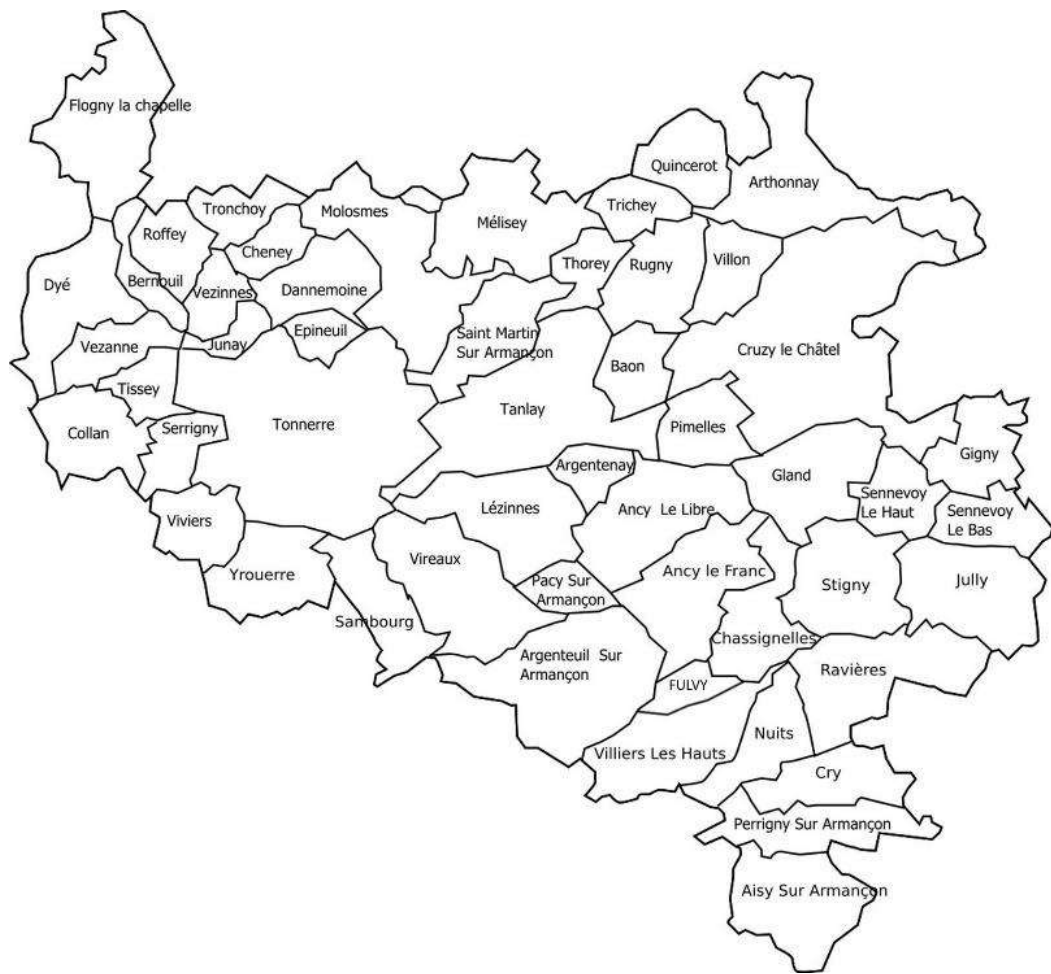 Flogny la chapelle
Quincerot
Arthonnay
Tronchoy
Molosmes
Trichey
Mélisey
Roffey
Cheney
Thorey
Rugny
Villon
Dyé
Bernouil
Vezinnes
Dannemoine
Vezanne
Junay
Epineuil
Saint Martin
Sur Armançon
Cruzy le Châtel
Baon
Tissey
Collan
Serrigny
Tonnerre
Tanlay
Pimelles
Argentenay
Gland
Gigny
Lézinnes
Ancy Le Libre
Sennevoy
Le Haut
Sennevoy
Le Bas
Viviers
Vireaux
Yrouerre
Pacy Sur
Armançon
Ancy le Franc
Stigny
Jully
Sambourg
Chassignelles
Argenteuil Sur
Armançon
Ravières
FULVY
Villiers Les Hauts
Nuits
Cry
Perrigny Sur Armançon
Aisy Sur Armançon